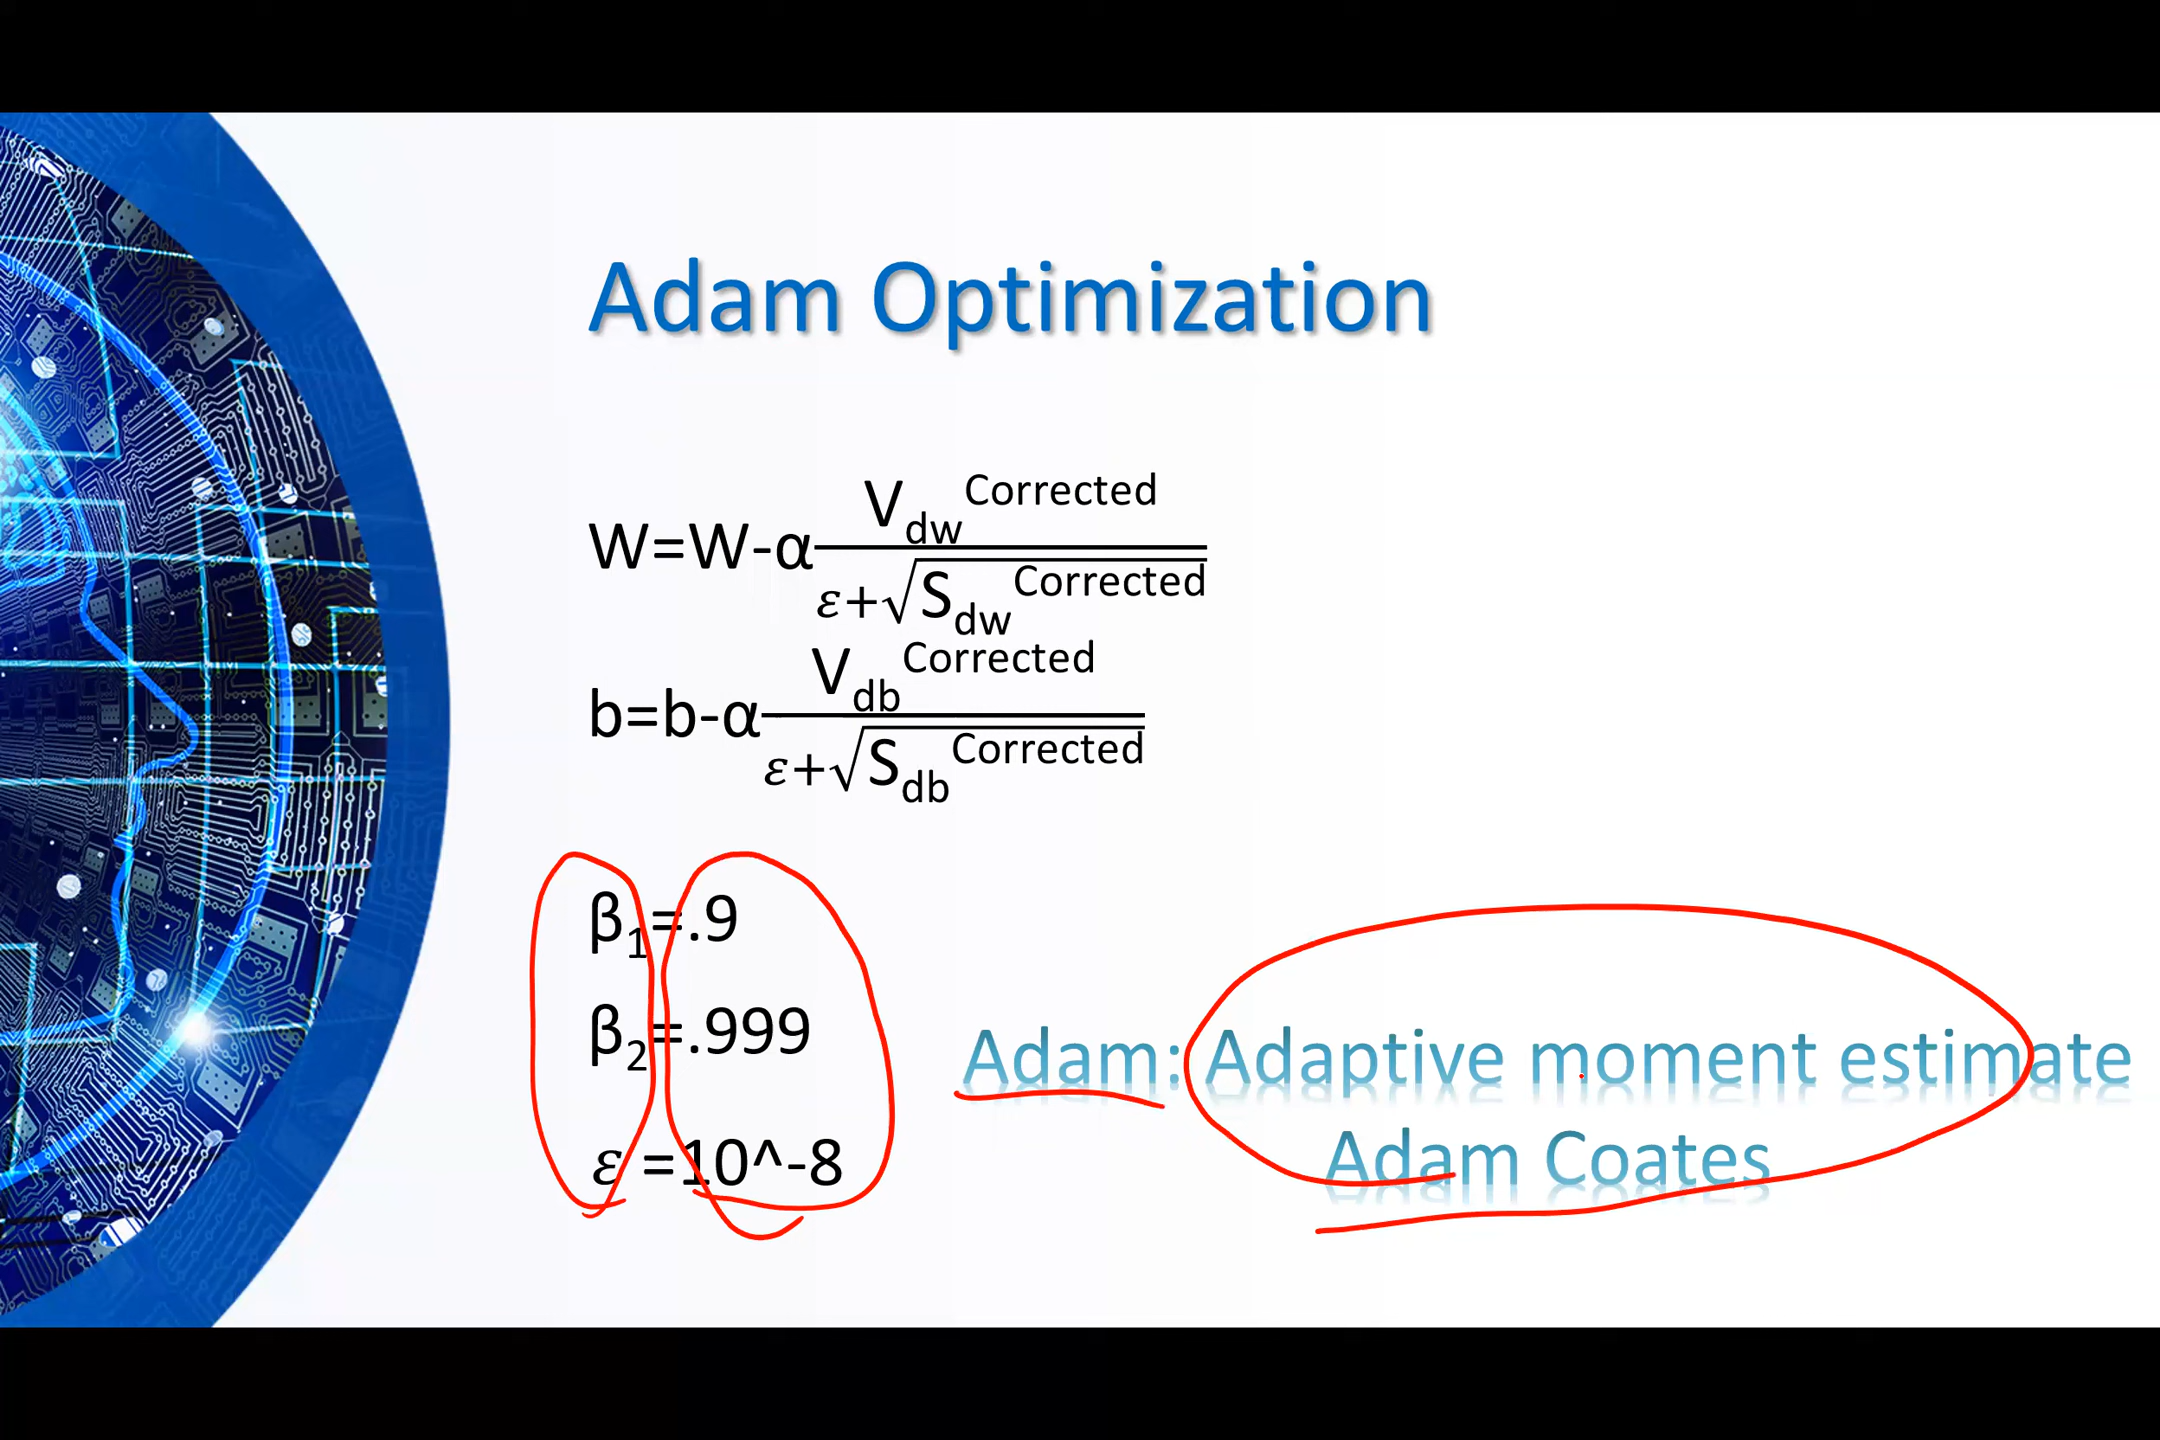 Adam Optimization
W=W-α V_dw^Corrected / ε+√S_dw^Corrected
b=b-α V_db^Corrected / ε+√S_db^Corrected
β₁=.9
β₂=.999
ε =10^-8
Adam: Adaptive moment estimate
Adam Coates